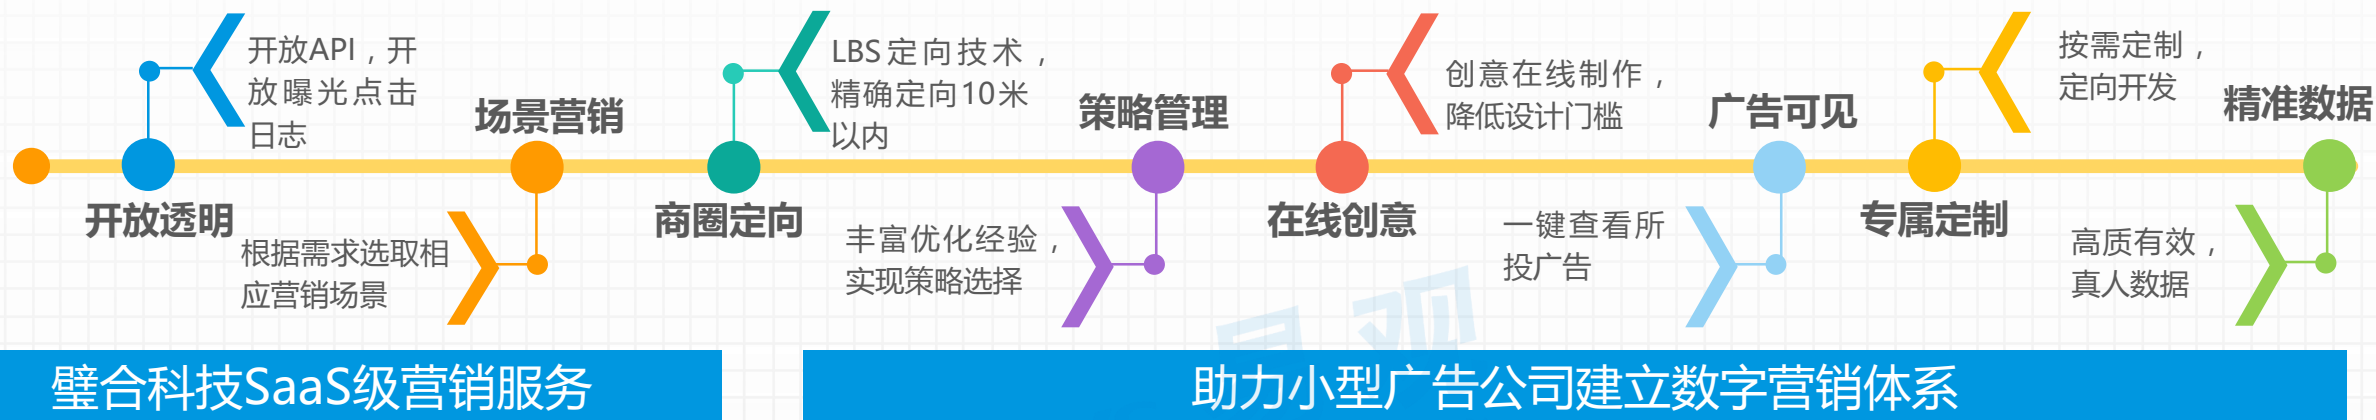 开放API，开
放曝光点击
日志
开放透明
场景营销
根据需求选取相
应营销场景
LBS定向技术，
精确定向10米
以内
商圈定向
策略管理
丰富优化经验，
实现策略选择
创意在线制作，
降低设计门槛
在线创意
广告可见
一键查看所
投广告
按需定制，
定向开发
专属定制
精准数据
高质有效，
真人数据
璧合科技SaaS级营销服务
助力小型广告公司建立数字营销体系